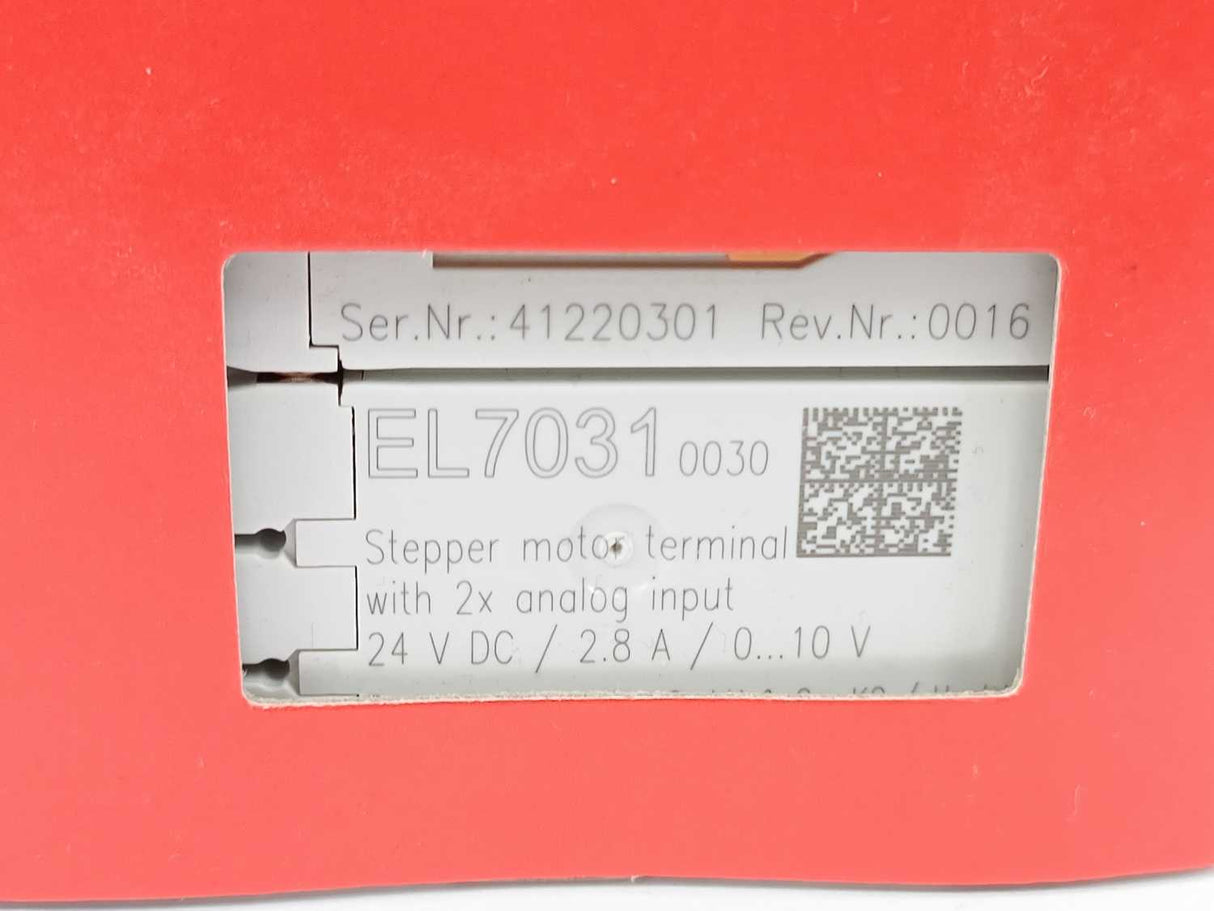 Ser.Nr.: 41220301 Rev.Nr.: 0016
EL7031 0030
Stepper motor terminal
with 2x analog input
24 V DC / 2.8 A / 0...10 V